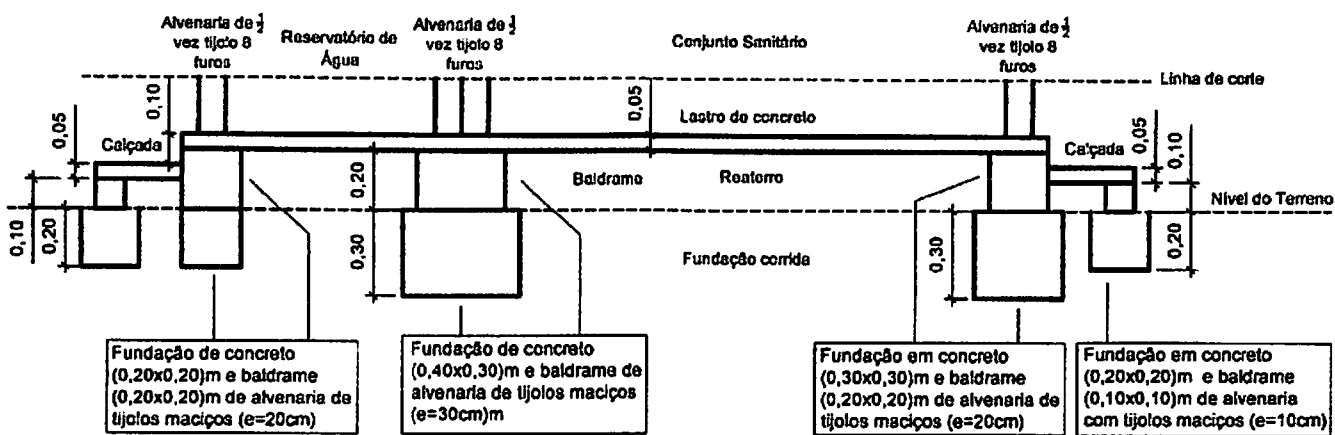 Alvenaria de ½
vez tijolo 8
furos
Reservatório de
Água
Alvenaria de ½
vez tijolo 8
furos
Conjunto Sanitário
Alvenaria de ½
vez tijolo 8
furos
Linha de corte
0,10
0,05
Lastro de concreto
0,05
Calçada
Calçada
0,05
0,10
0,20
Baldrame
Reaterro
Nível do Terreno
0,10
0,20
0,30
Fundação corrida
0,30
0,20
Fundação de concreto
(0,20x0,20)m e baldrame
(0,20x0,20)m de alvenaria de
tijolos maciços (e=20cm)
Fundação de concreto
(0,40x0,30)m e baldrame de
alvenaria de tijolos maciços
(e=30cm)m
Fundação em concreto
(0,30x0,30)m e baldrame
(0,20x0,20)m de alvenaria de
tijolos maciços (e=20cm)
Fundação em concreto
(0,20x0,20)m e baldrame
(0,10x0,10)m de alvenaria
com tijolos maciços (e=10cm)